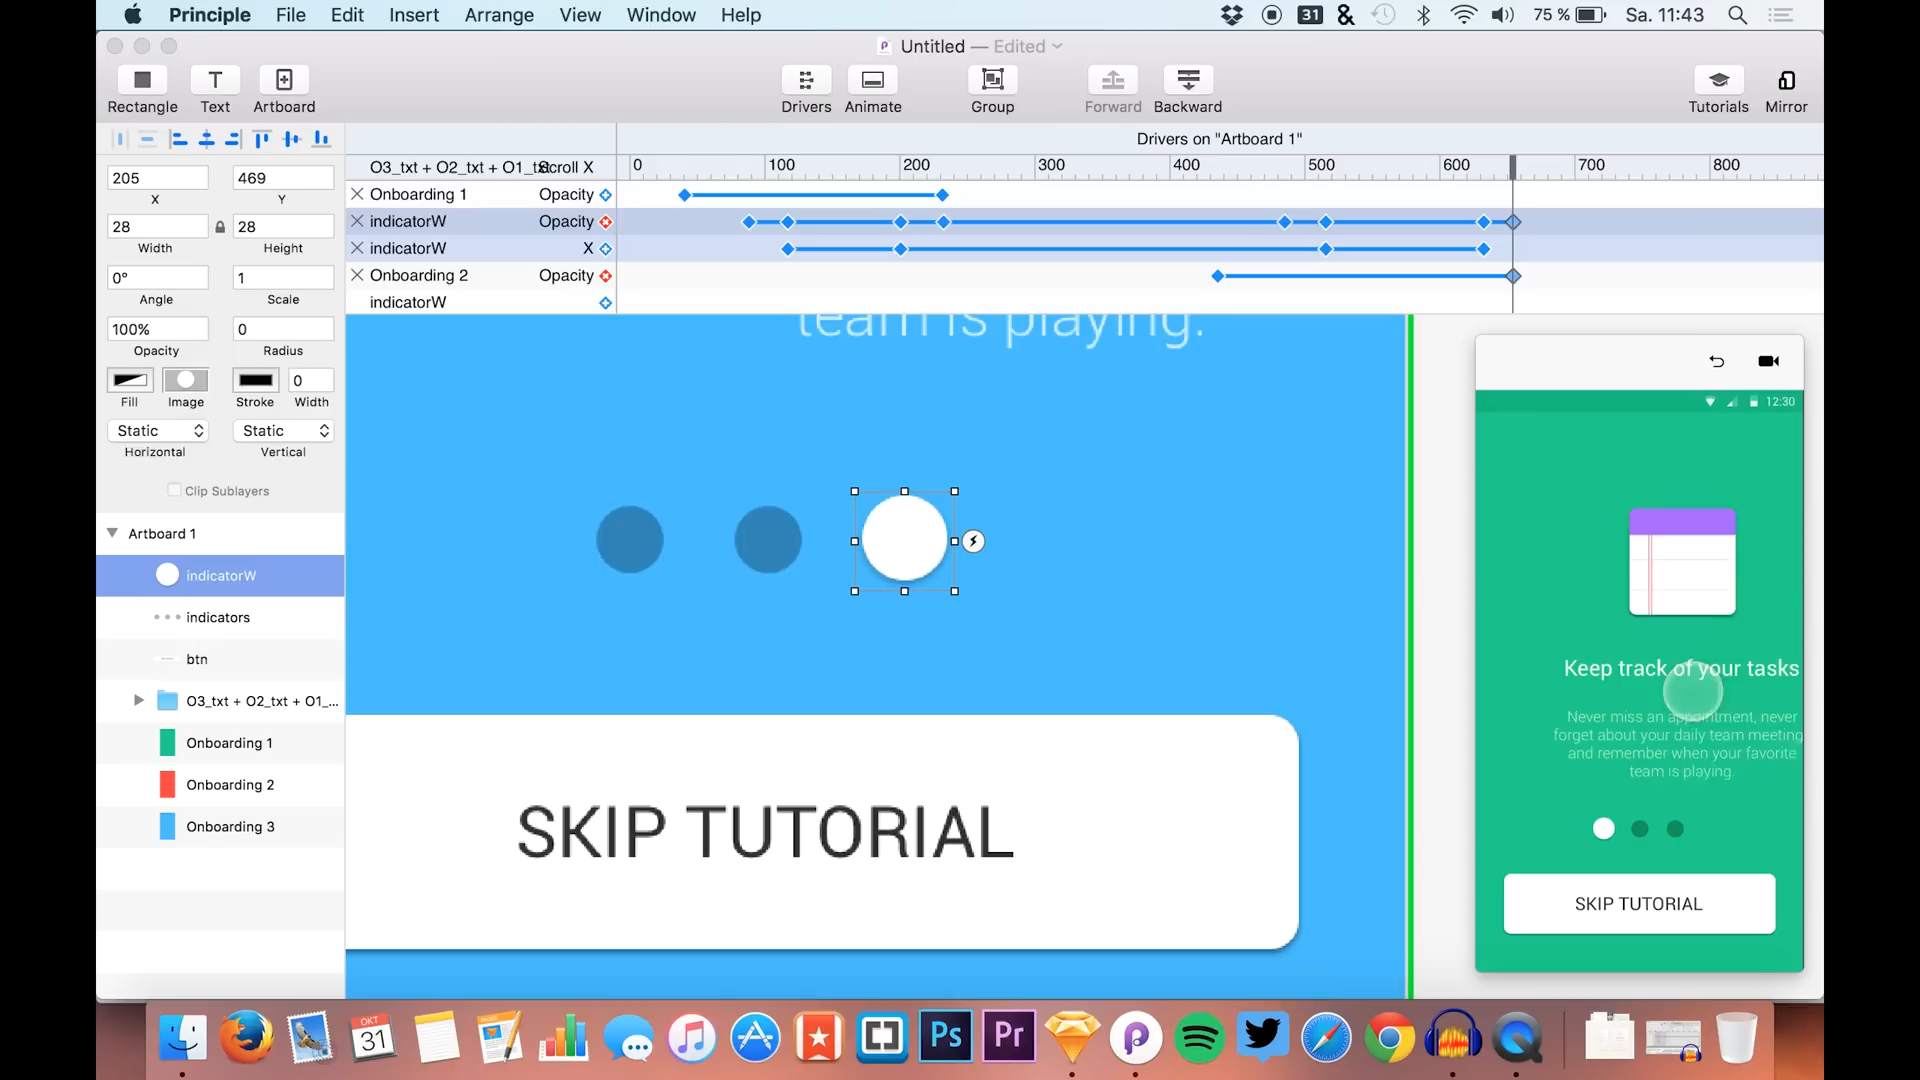 Principle File Edit Insert Arrange View Window Help 31 75 % Sa. 11:43
Untitled — Edited
Rectangle Text Artboard Drivers Animate Group Forward Backward Tutorials Mirror
Drivers on "Artboard 1"
O3_txt + O2_txt + O1_txt Scroll X 0 100 200 300 400 500 600 700 800
Onboarding 1 Opacity
indicatorW Opacity
indicatorW X
Onboarding 2 Opacity
indicatorW
205 469
X Y
28 28
Width Height
0° 1
Angle Scale
100% 0
Opacity Radius
0
Fill Image Stroke Width
Static Static
Horizontal Vertical
Clip Sublayers
Artboard 1
indicatorW
indicators
btn
O3_txt + O2_txt + O1_...
Onboarding 1
Onboarding 2
Onboarding 3
team is playing.
SKIP TUTORIAL
12:30
Keep track of your tasks
Never miss an appointment, never
forget about your daily team meeting
and remember when your favorite
team is playing.
SKIP TUTORIAL
OKT
31
Ps
Pr